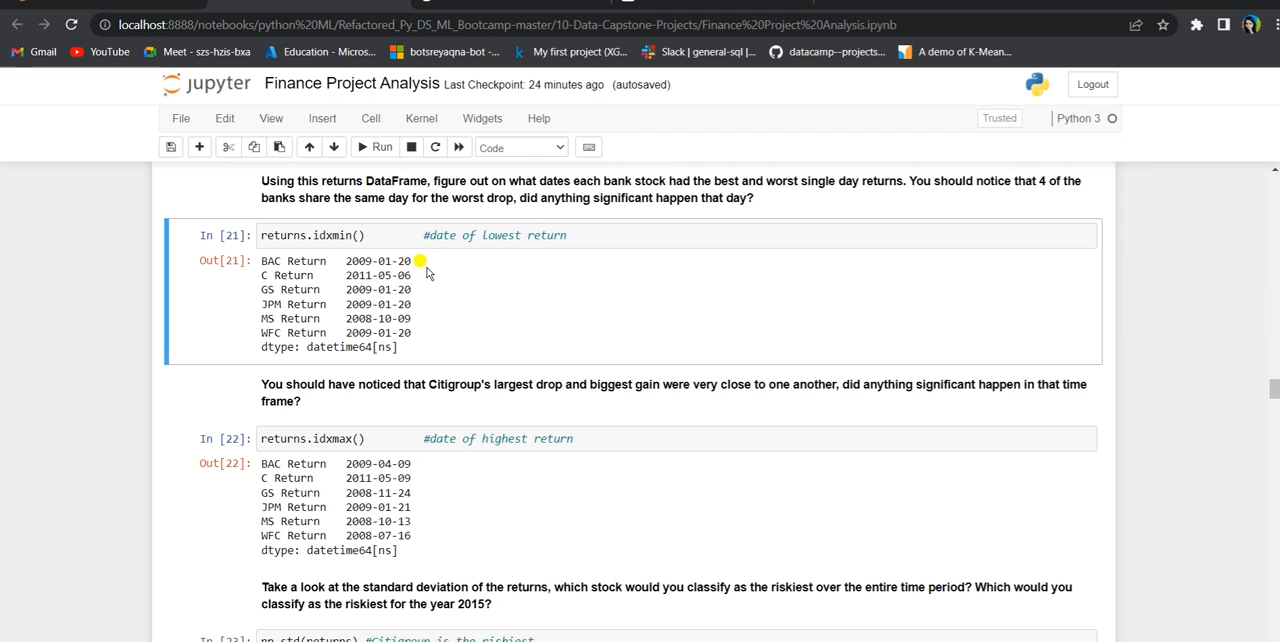 localhost:8888/notebooks/python%20ML/Refactored_Py_DS_ML_Bootcamp-master/10-Data-Capstone-Projects/Finance%20Project%20Analysis.ipynb
Gmail YouTube Meet - szs-hzis-bxa Education - Micros... botsreyaqna-bot -... My first project (XG... Slack | general-sql |... datacamp--projects... A demo of K-Mean...
jupyter Finance Project Analysis Last Checkpoint: 24 minutes ago (autosaved) Logout
File Edit View Insert Cell Kernel Widgets Help Trusted Python 3
Run Code
Using this returns DataFrame, figure out on what dates each bank stock had the best and worst single day returns. You should notice that 4 of the
banks share the same day for the worst drop, did anything significant happen that day?
In [21]: returns.idxmin() #date of lowest return
Out[21]: BAC Return 2009-01-20
C Return 2011-05-06
GS Return 2009-01-20
JPM Return 2009-01-20
MS Return 2008-10-09
WFC Return 2009-01-20
dtype: datetime64[ns]
You should have noticed that Citigroup's largest drop and biggest gain were very close to one another, did anything significant happen in that time
frame?
In [22]: returns.idxmax() #date of highest return
Out[22]: BAC Return 2009-04-09
C Return 2011-05-09
GS Return 2008-11-24
JPM Return 2009-01-21
MS Return 2008-10-13
WFC Return 2008-07-16
dtype: datetime64[ns]
Take a look at the standard deviation of the returns, which stock would you classify as the riskiest over the entire time period? Which would you
classify as the riskiest for the year 2015?
In [23]: np.std(returns) #Citigroup is the riskiest